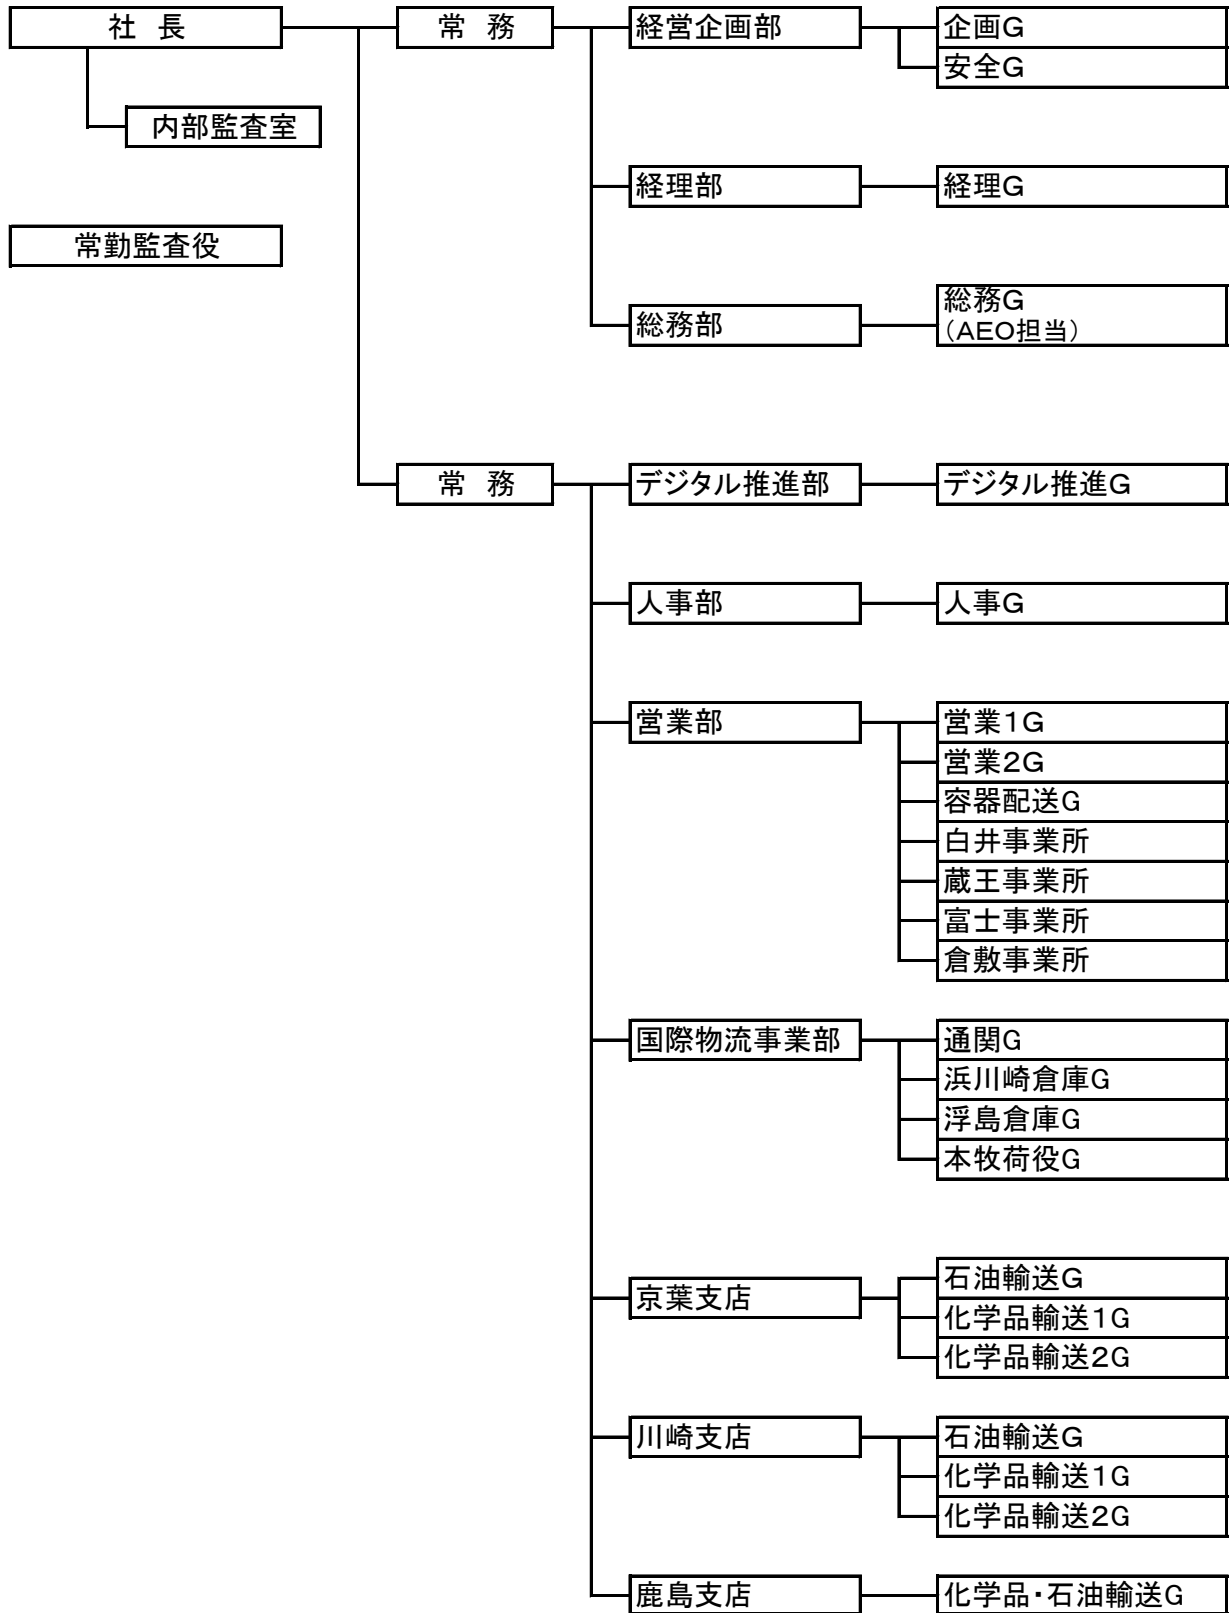 社 長
常 務
経営企画部
企画G
安全G
内部監査室
経理部
経理G
常勤監査役
総務部
総務G
（AEO担当）
常 務
デジタル推進部
デジタル推進G
人事部
人事G
営業部
営業1G
営業2G
容器配送G
白井事業所
蔵王事業所
富士事業所
倉敷事業所
国際物流事業部
通関G
浜川崎倉庫G
浮島倉庫G
本牧荷役G
京葉支店
石油輸送G
化学品輸送1G
化学品輸送2G
川崎支店
石油輸送G
化学品輸送1G
化学品輸送2G
鹿島支店
化学品・石油輸送G